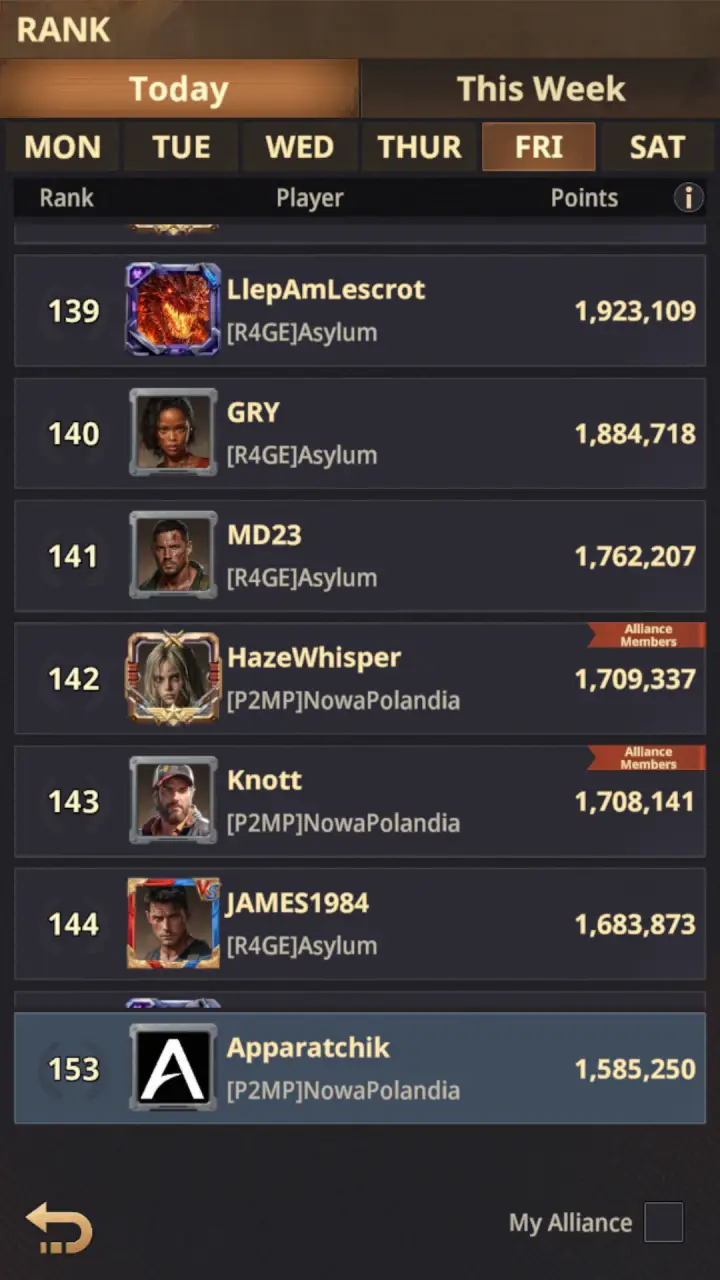 RANK
Today This Week
MON TUE WED THUR FRI SAT
Rank Player Points i
139 LlepAmLescrot 1,923,109
[R4GE]Asylum
140 GRY 1,884,718
[R4GE]Asylum
141 MD23 1,762,207
[R4GE]Asylum
Alliance
Members
142 HazeWhisper 1,709,337
[P2MP]NowaPolandia
Alliance
Members
143 Knott 1,708,141
[P2MP]NowaPolandia
VS
144 JAMES1984 1,683,873
[R4GE]Asylum
153 Apparatchik 1,585,250
[P2MP]NowaPolandia
My Alliance